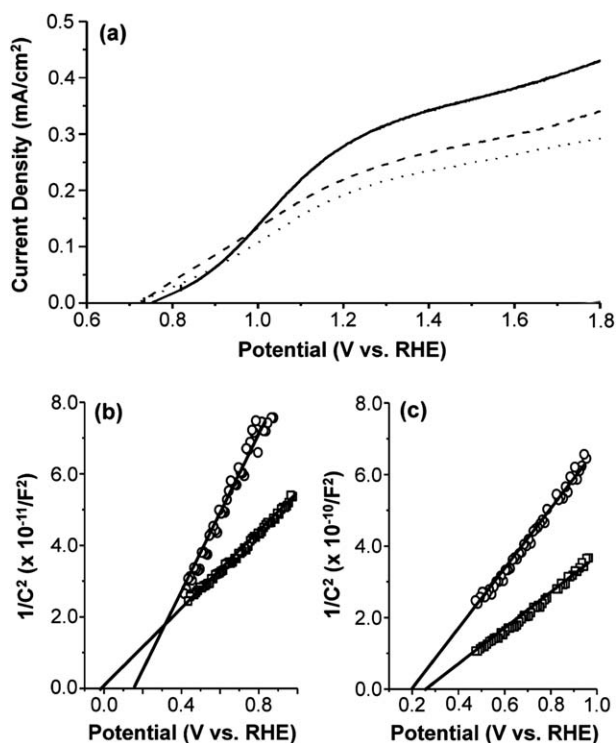 (a)
Current Density (mA/cm²)
0.5
0.4
0.3
0.2
0.1
0.0
0.6 0.8 1.0 1.2 1.4 1.6 1.8
Potential (V vs. RHE)
(b)
1/C² (x 10⁻¹¹/F²)
8.0
6.0
4.0
2.0
0.0
0.0 0.4 0.8
Potential (V vs. RHE)
(c)
1/C² (x 10⁻¹⁰/F²)
8.0
6.0
4.0
2.0
0.0
0.2 0.4 0.6 0.8 1.0
Potential (V vs. RHE)